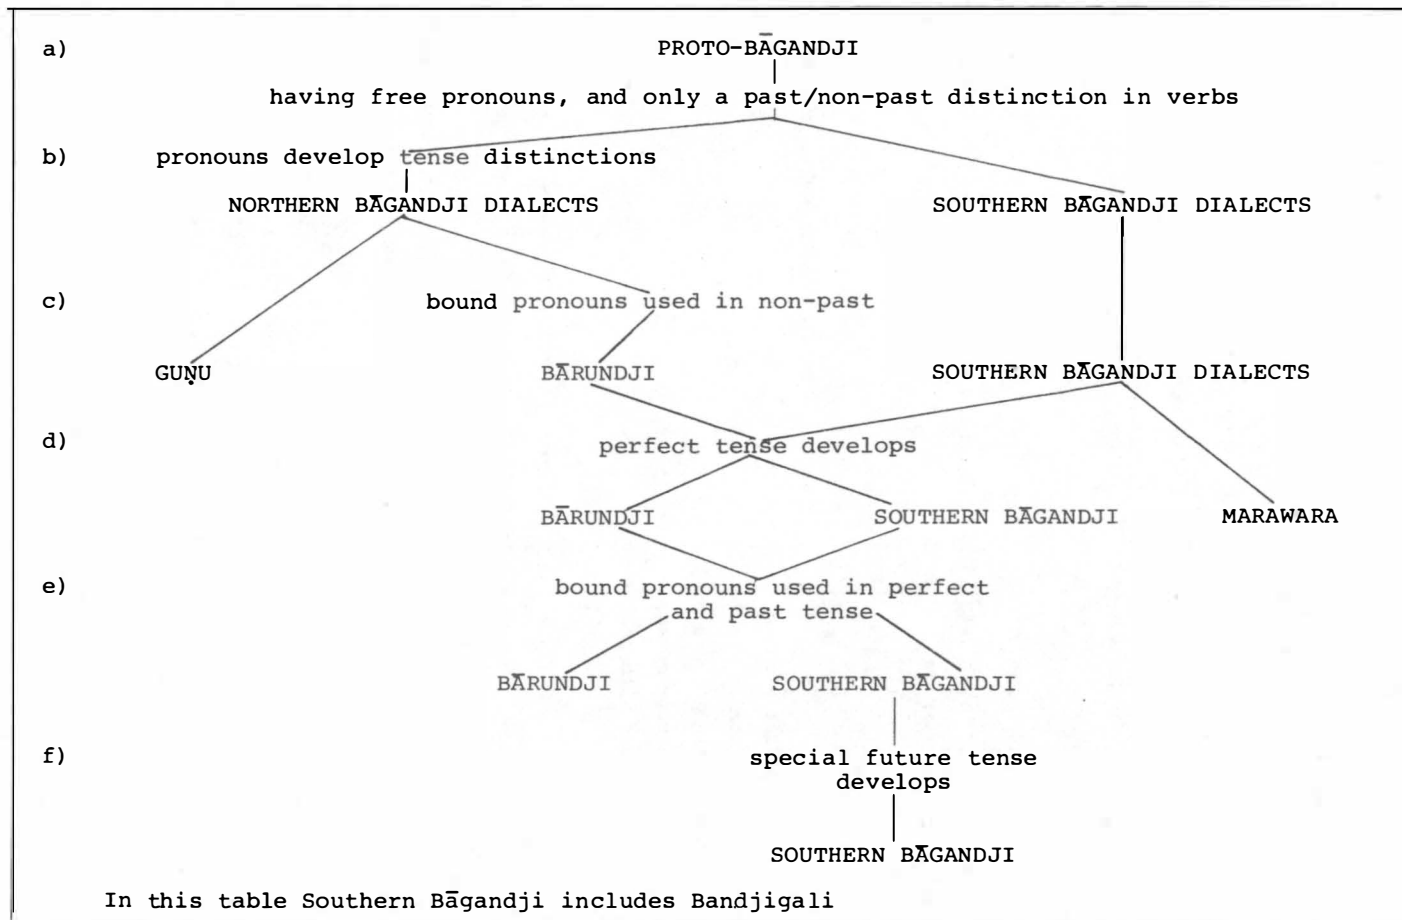 a) PROTO-BĀGANDJI
having free pronouns, and only a past/non-past distinction in verbs
b) pronouns develop tense distinctions
NORTHERN BĀGANDJI DIALECTS SOUTHERN BĀGANDJI DIALECTS
c) bound pronouns used in non-past
GUṆU BĀRUNDJI SOUTHERN BĀGANDJI DIALECTS
d) perfect tense develops
BĀRUNDJI SOUTHERN BĀGANDJI MARAWARA
e) bound pronouns used in perfect
and past tense
BĀRUNDJI SOUTHERN BĀGANDJI
f) special future tense
develops
SOUTHERN BĀGANDJI
In this table Southern Bāgandji includes Bandjigali